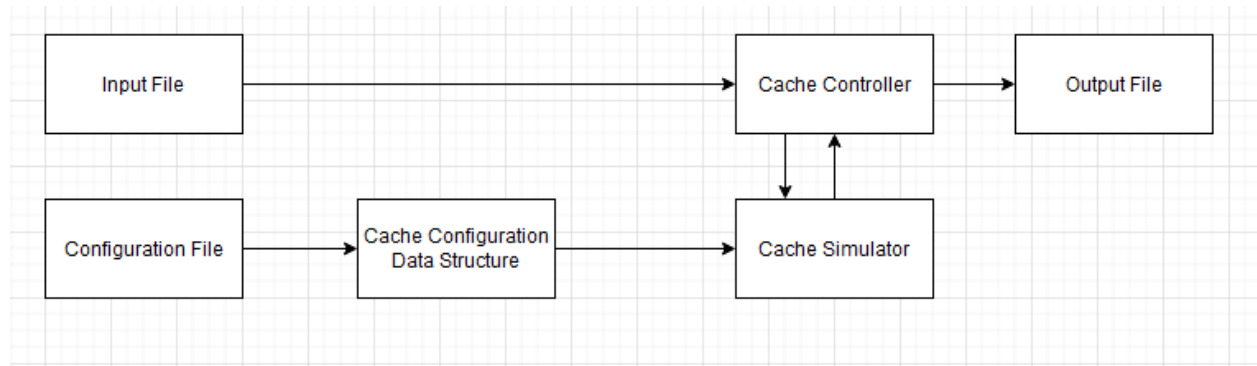 Input File
Cache Controller
Output File
Configuration File
Cache Configuration
Data Structure
Cache Simulator